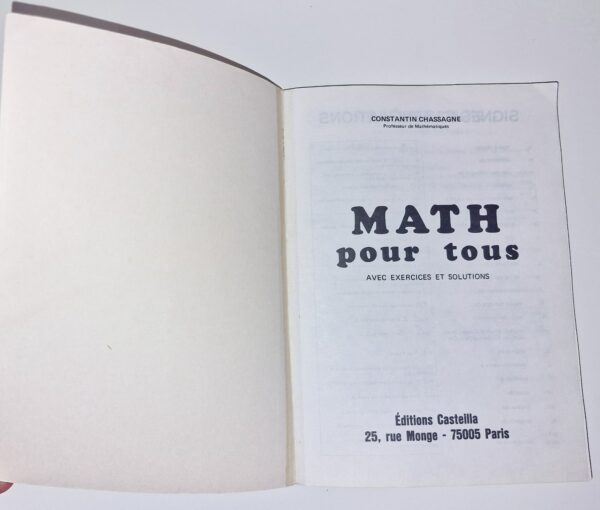 CONSTANTIN CHASSAGNE
Professeur de Mathématiques
MATH
pour tous
AVEC EXERCICES ET SOLUTIONS
Éditions Casteilla
25, rue Monge - 75005 Paris